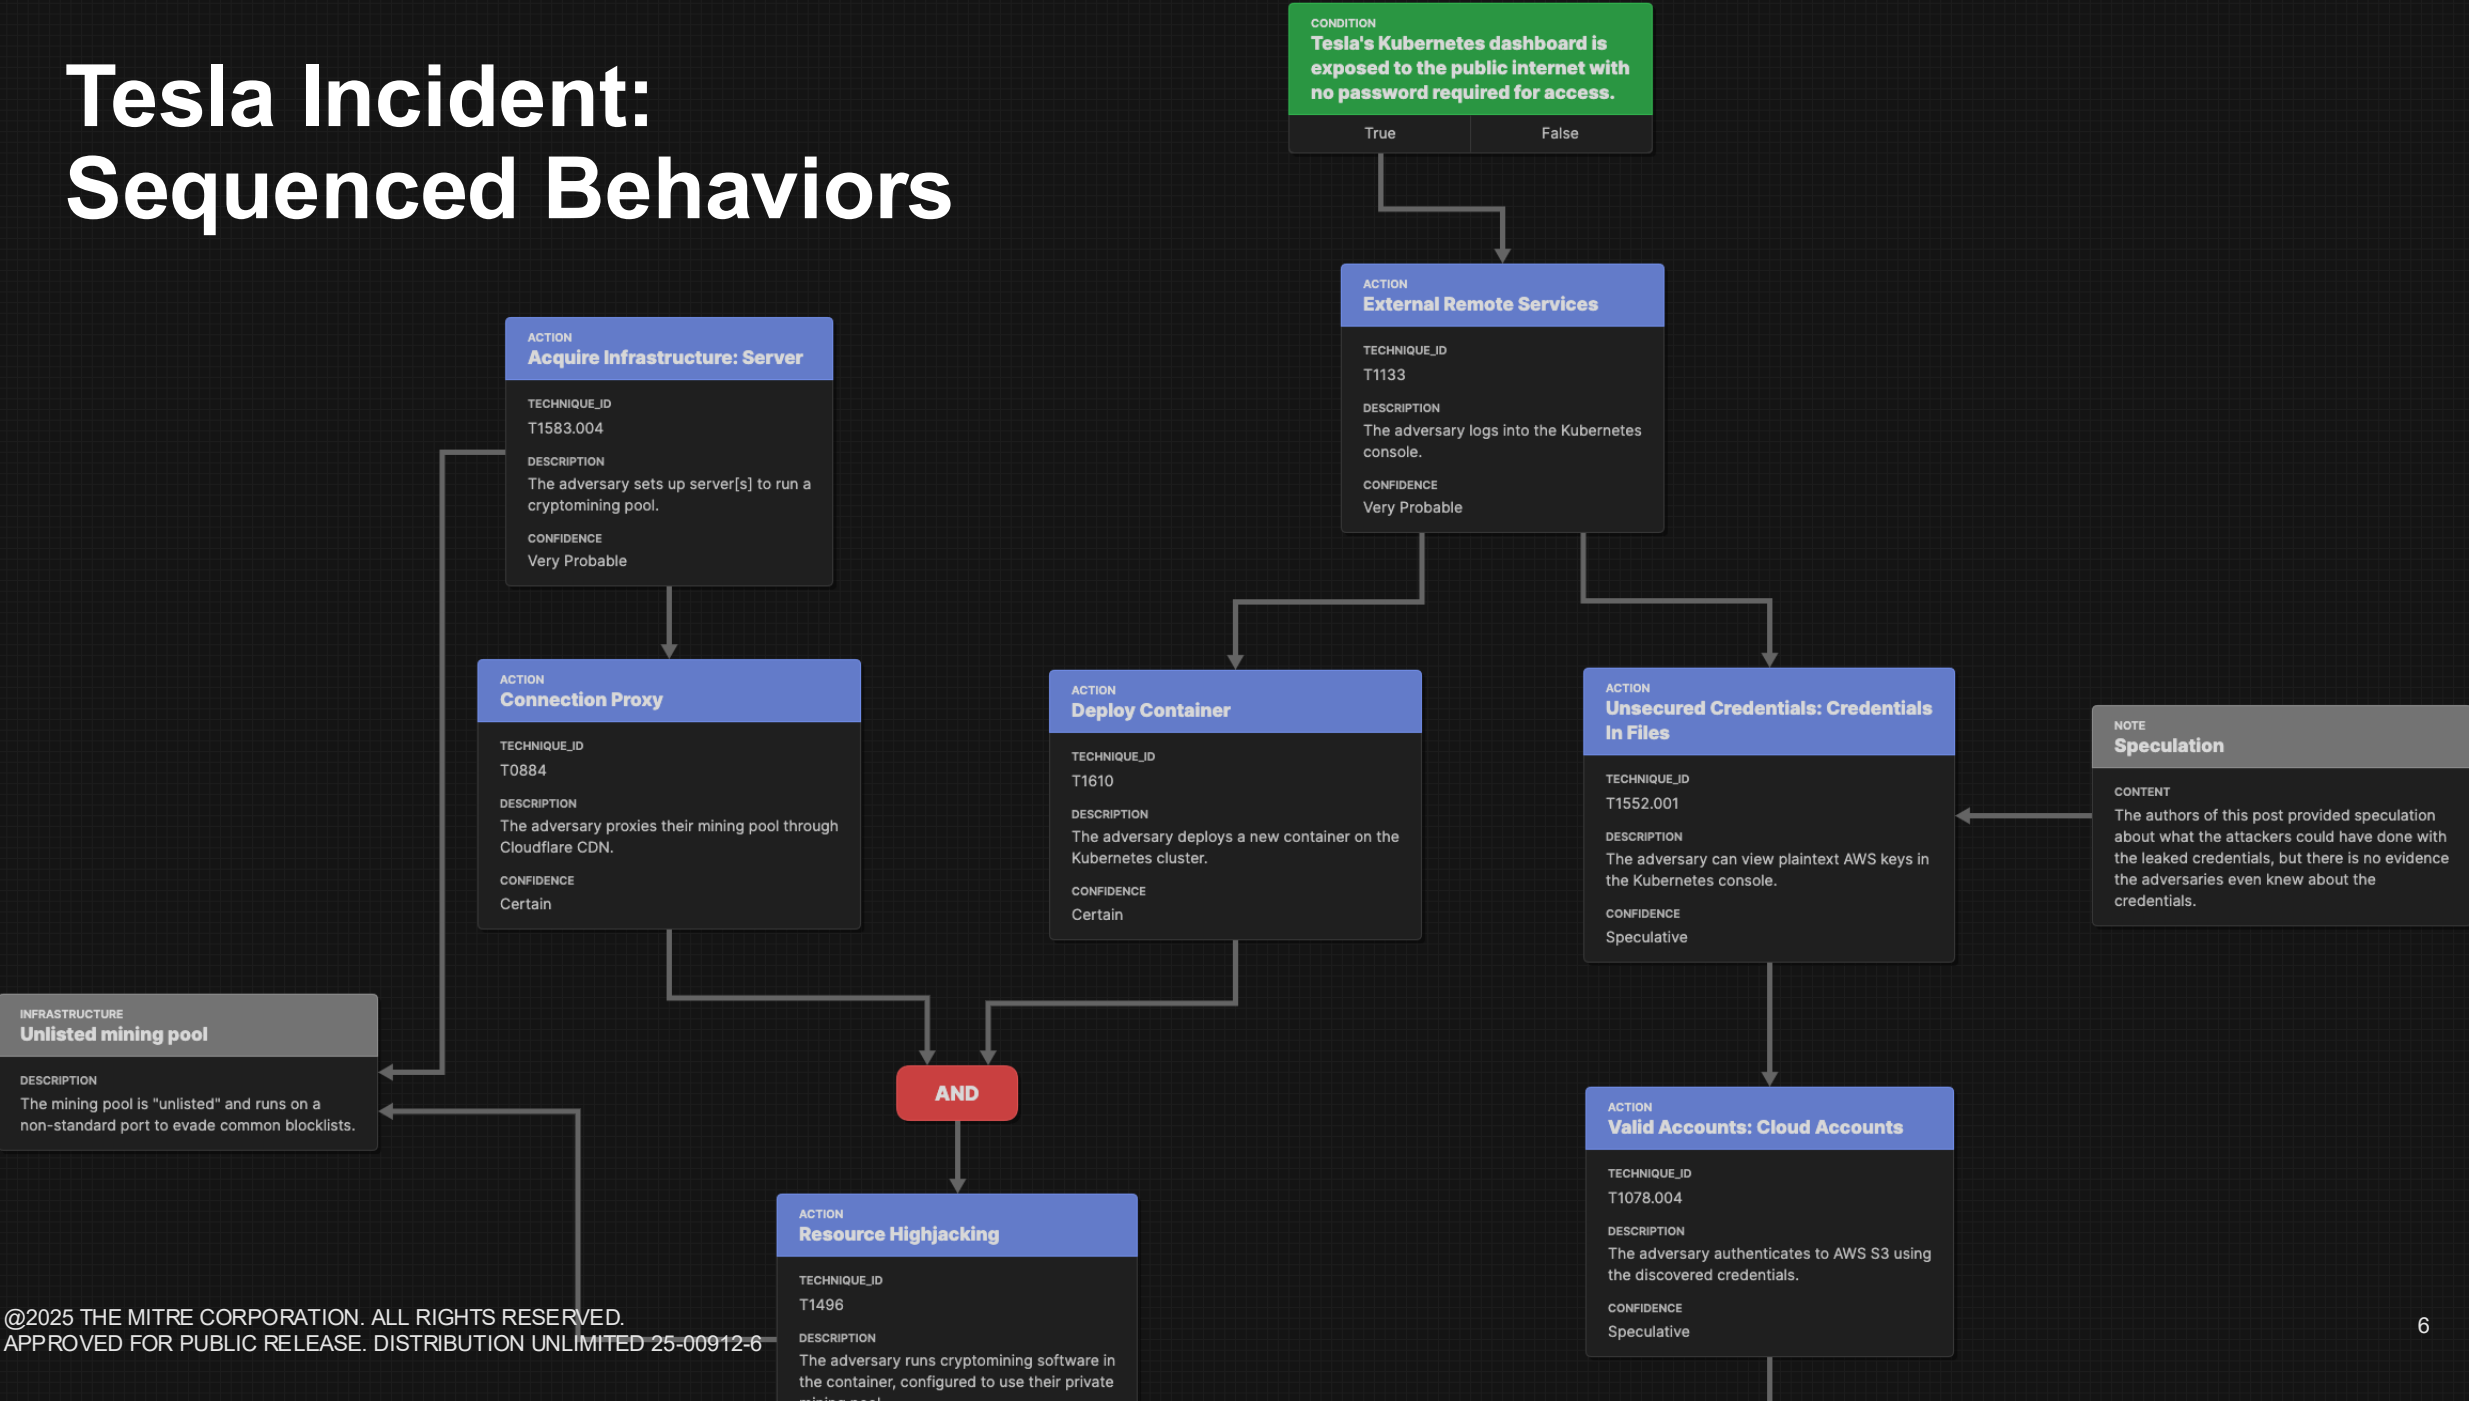 Tesla Incident:
Sequenced Behaviors
CONDITION
Tesla's Kubernetes dashboard is
exposed to the public internet with
no password required for access.
True
False
ACTION
External Remote Services
TECHNIQUE_ID
T1133
DESCRIPTION
The adversary logs into the Kubernetes
console.
CONFIDENCE
Very Probable
ACTION
Acquire Infrastructure: Server
TECHNIQUE_ID
T1583.004
DESCRIPTION
The adversary sets up server[s] to run a
cryptomining pool.
CONFIDENCE
Very Probable
ACTION
Connection Proxy
TECHNIQUE_ID
T0884
DESCRIPTION
The adversary proxies their mining pool through
Cloudflare CDN.
CONFIDENCE
Certain
ACTION
Deploy Container
TECHNIQUE_ID
T1610
DESCRIPTION
The adversary deploys a new container on the
Kubernetes cluster.
CONFIDENCE
Certain
ACTION
Unsecured Credentials: Credentials
In Files
TECHNIQUE_ID
T1552.001
DESCRIPTION
The adversary can view plaintext AWS keys in
the Kubernetes console.
CONFIDENCE
Speculative
NOTE
Speculation
CONTENT
The authors of this post provided speculation
about what the attackers could have done with
the leaked credentials, but there is no evidence
the adversaries even knew about the
credentials.
INFRASTRUCTURE
Unlisted mining pool
DESCRIPTION
The mining pool is "unlisted" and runs on a
non-standard port to evade common blocklists.
AND
ACTION
Resource Highjacking
TECHNIQUE_ID
T1496
DESCRIPTION
The adversary runs cryptomining software in
the container, configured to use their private
ACTION
Valid Accounts: Cloud Accounts
TECHNIQUE_ID
T1078.004
DESCRIPTION
The adversary authenticates to AWS S3 using
the discovered credentials.
CONFIDENCE
Speculative
@2025 THE MITRE CORPORATION. ALL RIGHTS RESERVED.
APPROVED FOR PUBLIC RELEASE. DISTRIBUTION UNLIMITED 25-00912-6
6